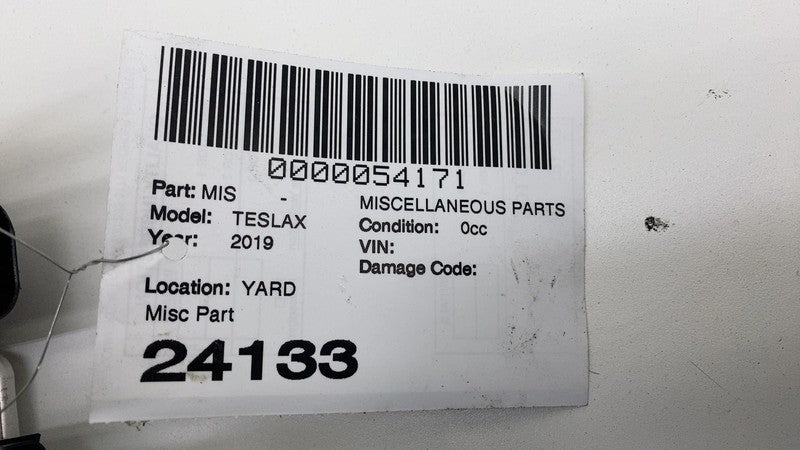 0000054171
Part: MIS - MISCELLANEOUS PARTS
Model: TESLAX Condition: 0cc
Year: 2019 VIN:
Damage Code:
Location: YARD
Misc Part
24133